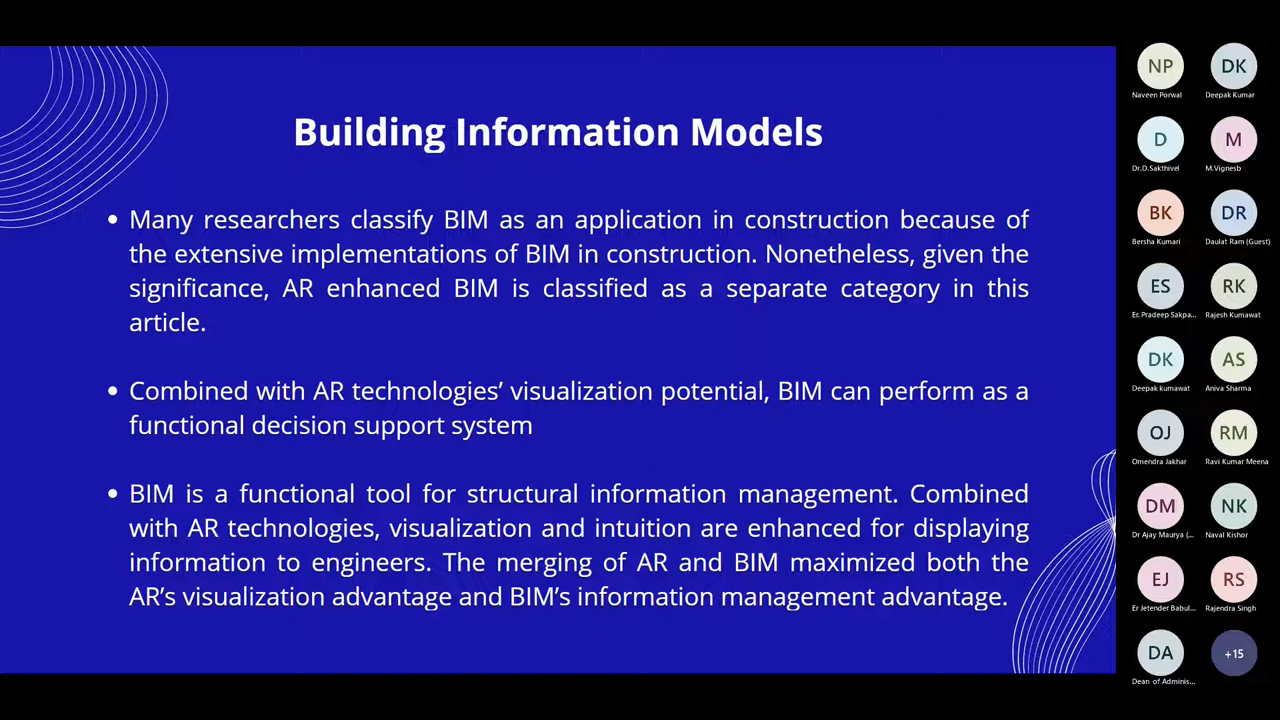 Building Information Models
• Many researchers classify BIM as an application in construction because of
the extensive implementations of BIM in construction. Nonetheless, given the
significance, AR enhanced BIM is classified as a separate category in this
article.
• Combined with AR technologies’ visualization potential, BIM can perform as a
functional decision support system
• BIM is a functional tool for structural information management. Combined
with AR technologies, visualization and intuition are enhanced for displaying
information to engineers. The merging of AR and BIM maximized both the
AR’s visualization advantage and BIM’s information management advantage.
NP DK
Naveen Porwal Deepak Kumar
D M
Dr.D.Sakthivel M.Vignesb
BK DR
Bersha Kumari Daulat Ram (Guest)
ES RK
Er. Pradeep Sakpa... Rajesh Kumawat
DK AS
Deepak kumawat Aniva Sharma
OJ RM
Omendra Jakhar Ravi Kumar Meena
DM NK
Dr Ajay Maurya (... Naval Kishor
EJ RS
Er Jetender Babul... Rajendra Singh
DA +15
Dean of Adminis...